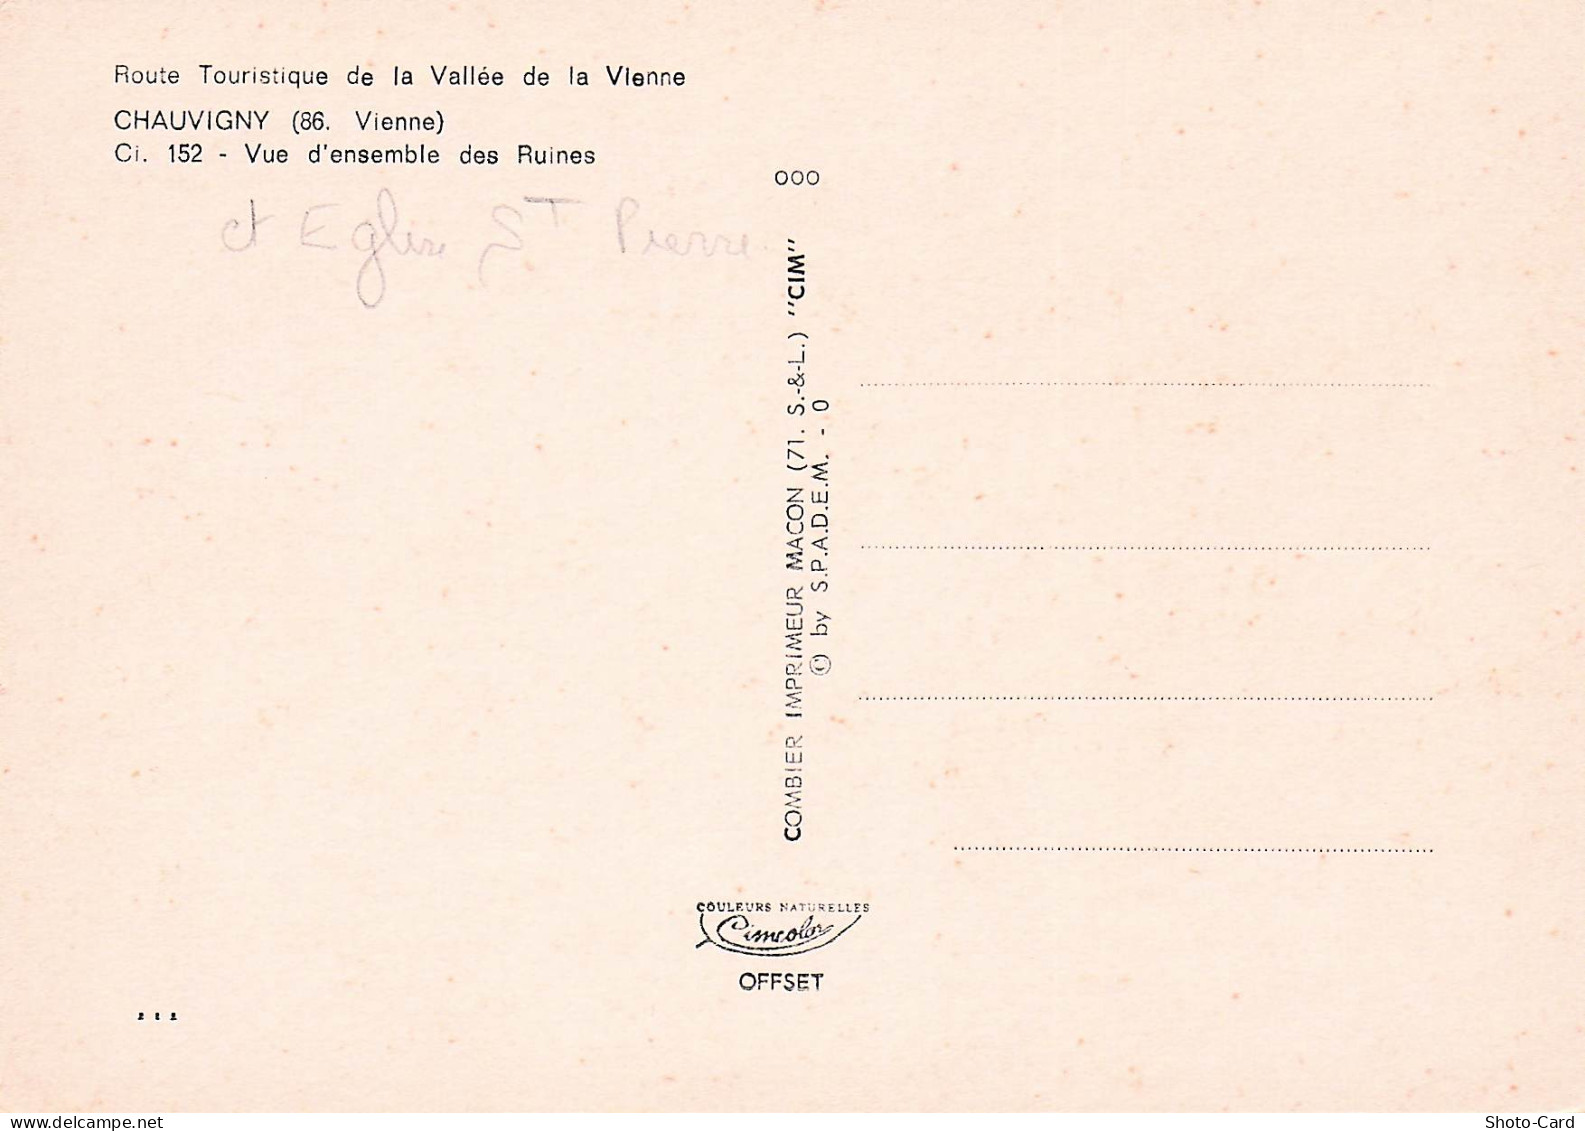 Route Touristique de la Vallée de la Vienne
CHAUVIGNY (86. Vienne)
Ci. 152 - Vue d'ensemble des Ruines
et Eglise St Pierre
000
COMBIER IMPRIMEUR MACON (71. S.-&-L.) "CIM"
© by S.P.A.D.E.M. - 0
COULEURS NATURELLES
Cimcolor
OFFSET
www.delcampe.net
Shoto-Card